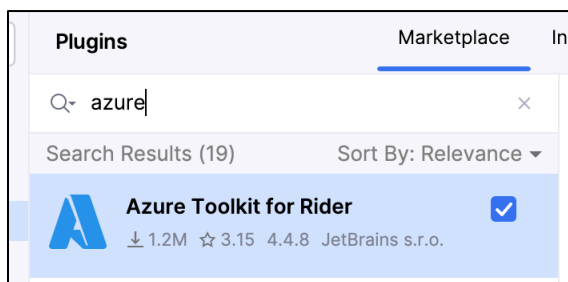 Plugins
Marketplace
In
azure
Search Results (19)
Sort By: Relevance
Azure Toolkit for Rider
1.2M 3.15 4.4.8 JetBrains s.r.o.